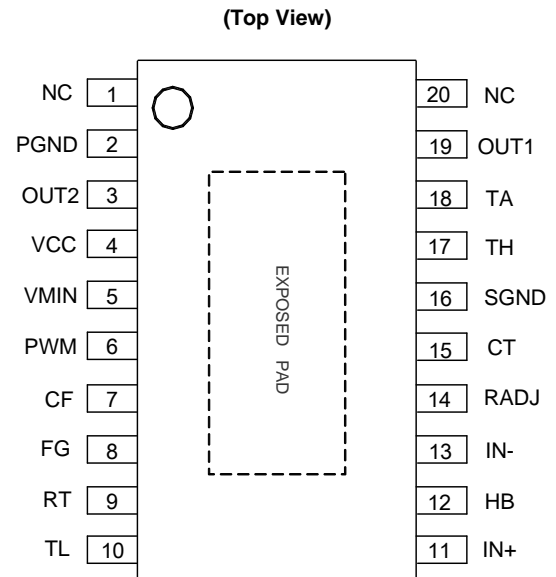 (Top View)
NC 1 20 NC
PGND 2 19 OUT1
OUT2 3 18 TA
VCC 4 17 TH
VMIN 5 16 SGND
PWM 6 15 CT
CF 7 14 RADJ
FG 8 13 IN-
RT 9 12 HB
TL 10 11 IN+
EXPOSED PAD